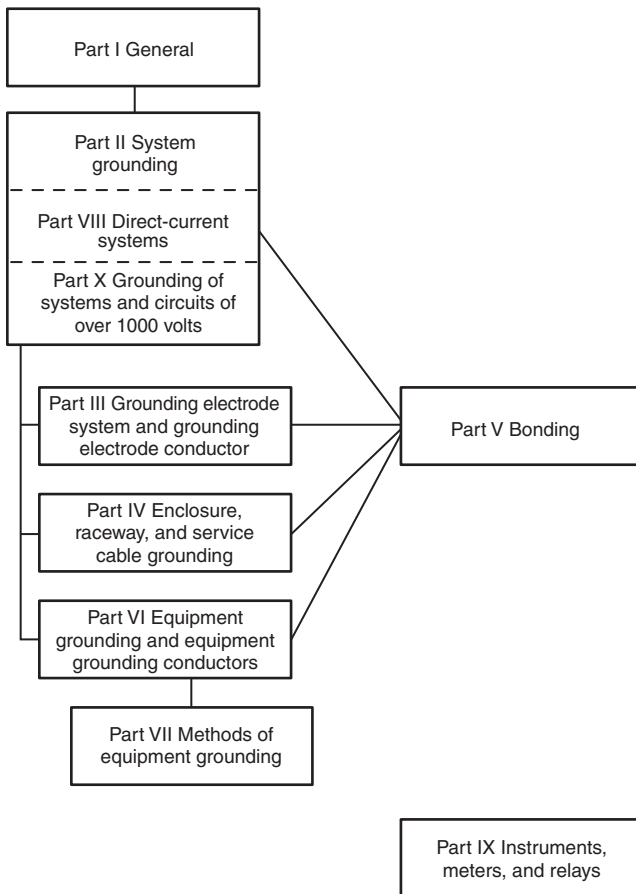 Part I General
Part II System
grounding
Part VIII Direct-current
systems
Part X Grounding of
systems and circuits of
over 1000 volts
Part III Grounding electrode
system and grounding
electrode conductor
Part V Bonding
Part IV Enclosure,
raceway, and service
cable grounding
Part VI Equipment
grounding and equipment
grounding conductors
Part VII Methods of
equipment grounding
Part IX Instruments,
meters, and relays